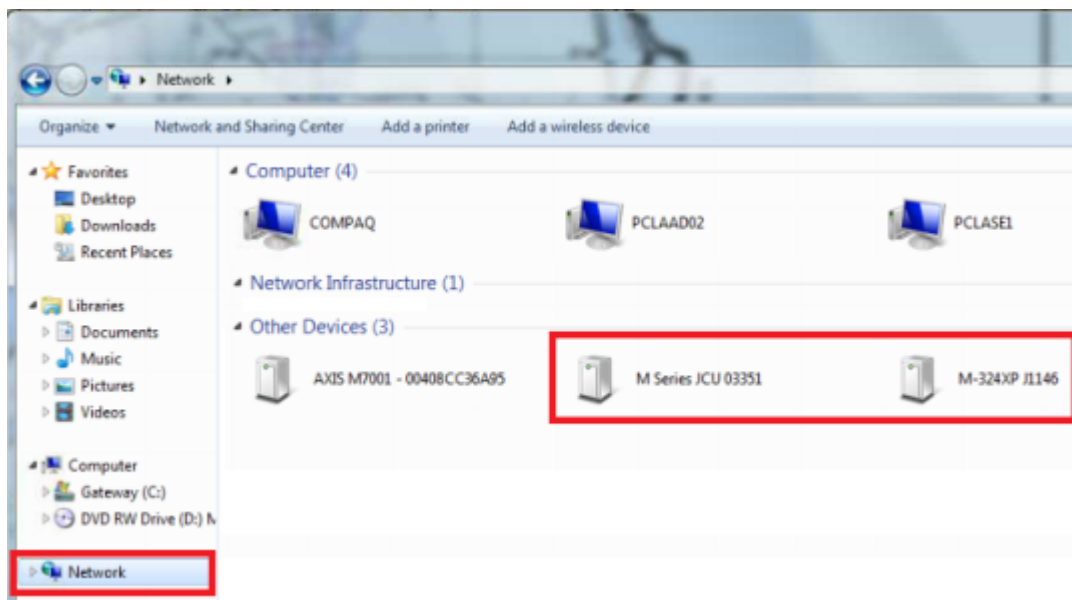 Network
Organize Network and Sharing Center Add a printer Add a wireless device
Favorites
Desktop
Downloads
Recent Places
Libraries
Documents
Music
Pictures
Videos
Computer
Gateway (C:)
DVD RW Drive (D:) M
Network
Computer (4)
COMPAQ PCLAAD02 PCLASE1
Network Infrastructure (1)
Other Devices (3)
AXIS M7001 - 00408CC36A95 M Series JCU 03351 M-324XP J1146